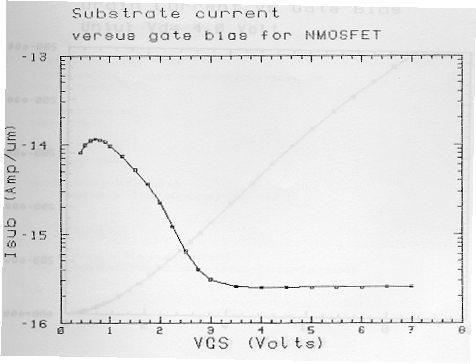 Substrate current
versus gate bias for NMOSFET
-13
-14
-15
-16
Isub (Amp/um)
0 1 2 3 4 5 6 7 8
VGS (Volts)